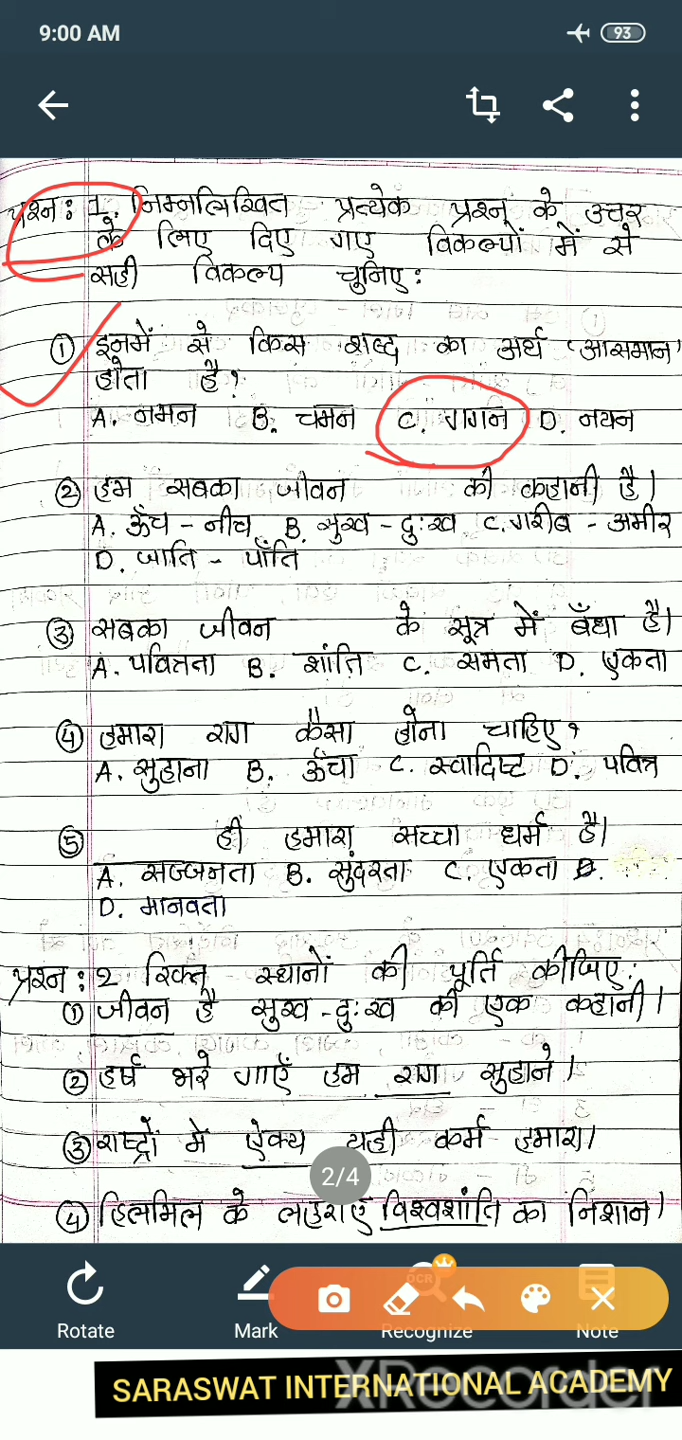 9:00 AM
93
प्रश्न: 1. निम्नलिखित प्रत्येक प्रश्न के उत्तर
के लिए दिए गए विकल्पों में से
सही विकल्प चुनिए:
① इनमें से किस शब्द का अर्थ 'आसमान'
होता है?
A. नमन B. चमन C. गगन D. नयन
② हम सबका जीवन की कहानी है।
A. ऊँच - नीच B. सुख - दुःख C. गरीब - अमीर
D. जाति - पाँति
③ सबका जीवन के सूत्र में बँधा है।
A. पवित्रता B. शांति C. समता D. एकता
④ हमारा राग कैसा होना चाहिए?
A. सुहाना B. ऊँचा C. स्वादिष्ट D. पवित्र
⑤ ही हमारा सच्चा धर्म है।
A. सज्जनता B. सुंदरता C. एकता D.
D. मानवता
प्रश्न: 2 रिक्त स्थानों की पूर्ति कीजिए:
① जीवन है सुख - दुःख की एक कहानी।
② हर्ष भरे गाएँ हम राग सुहाने।
③ राष्ट्रों में ऐक्य यही कर्म हमारा।
2/4
④ हिलमिल के लहराएँ विश्वशांति का निशान।
OCR
Rotate Mark Recognize Note
XRecorder
SARASWAT INTERNATIONAL ACADEMY